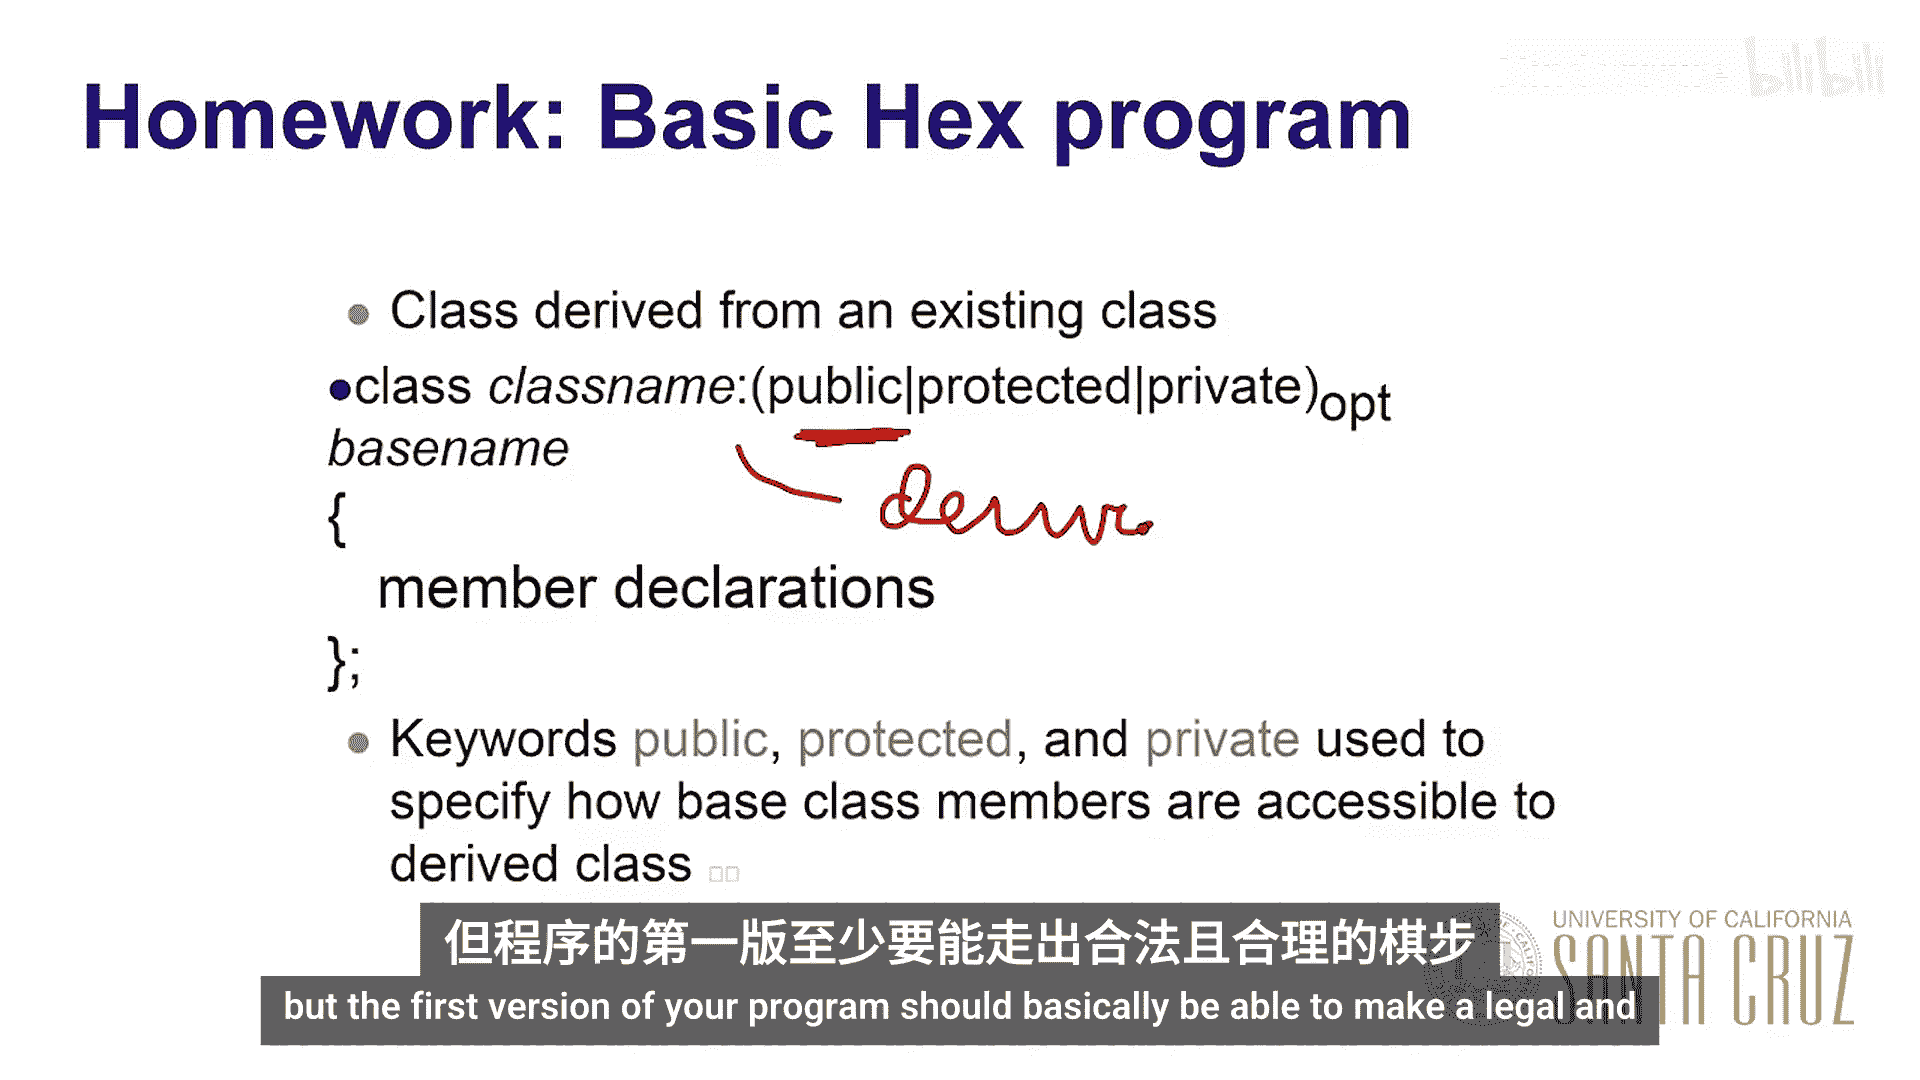 bilibili
Homework: Basic Hex program
• Class derived from an existing class
•class classname:(public|protected|private)opt
basename
{
member declarations
};
• Keywords public, protected, and private used to
specify how base class members are accessible to
derived class
但程序的第一版至少要能走出合法且合理的棋步
but the first version of your program should basically be able to make a legal and
UNIVERSITY OF CALIFORNIA
SANTA CRUZ